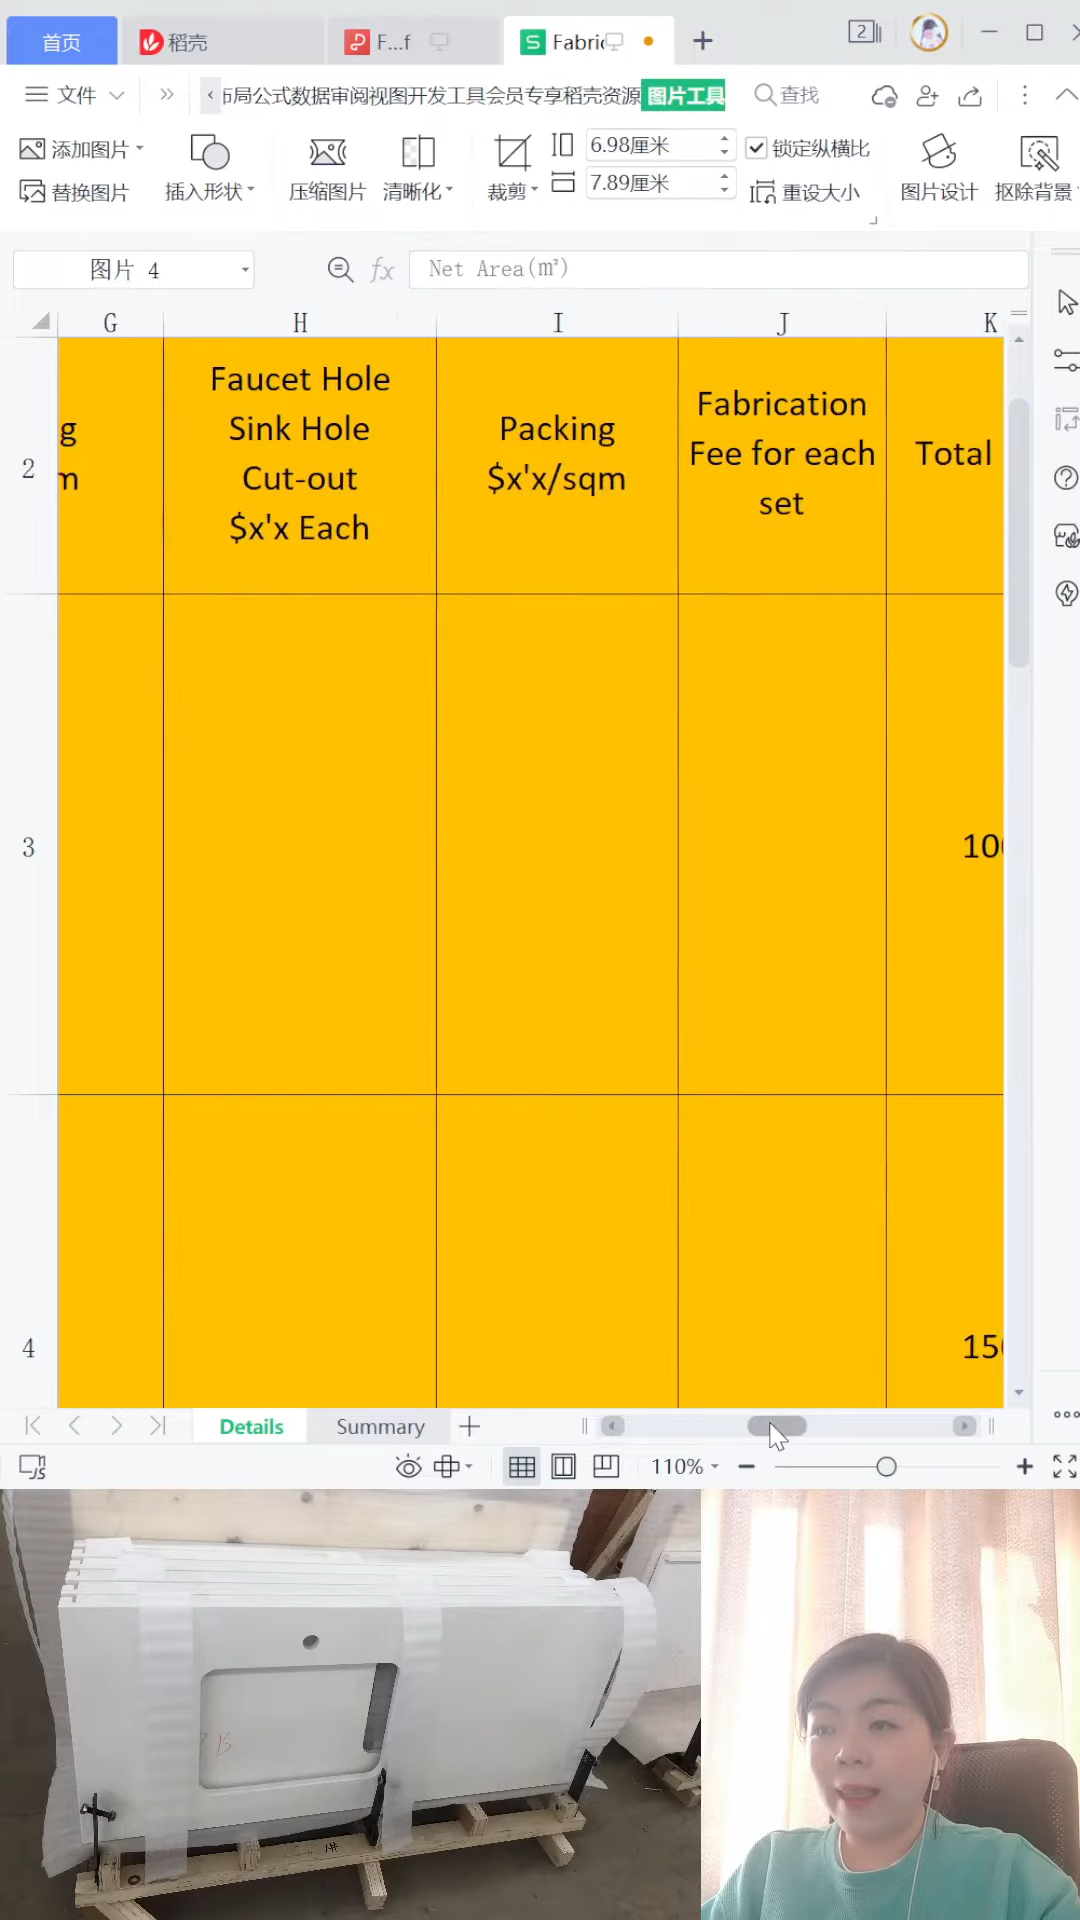 首页
稻壳
F...f
Fabric
2
文件
布局公式数据审阅视图开发工具会员专享稻壳资源
图片工具
查找
添加图片
替换图片
插入形状
压缩图片
清晰化
裁剪
6.98厘米
7.89厘米
锁定纵横比
重设大小
图片设计
抠除背景
图片 4
fx
Net Area(㎡)
G
H
I
J
K
2
g
m
Faucet Hole
Sink Hole
Cut-out
$x'x Each
Packing
$x'x/sqm
Fabrication
Fee for each
set
Total
3
100
4
150
Details
Summary
110%